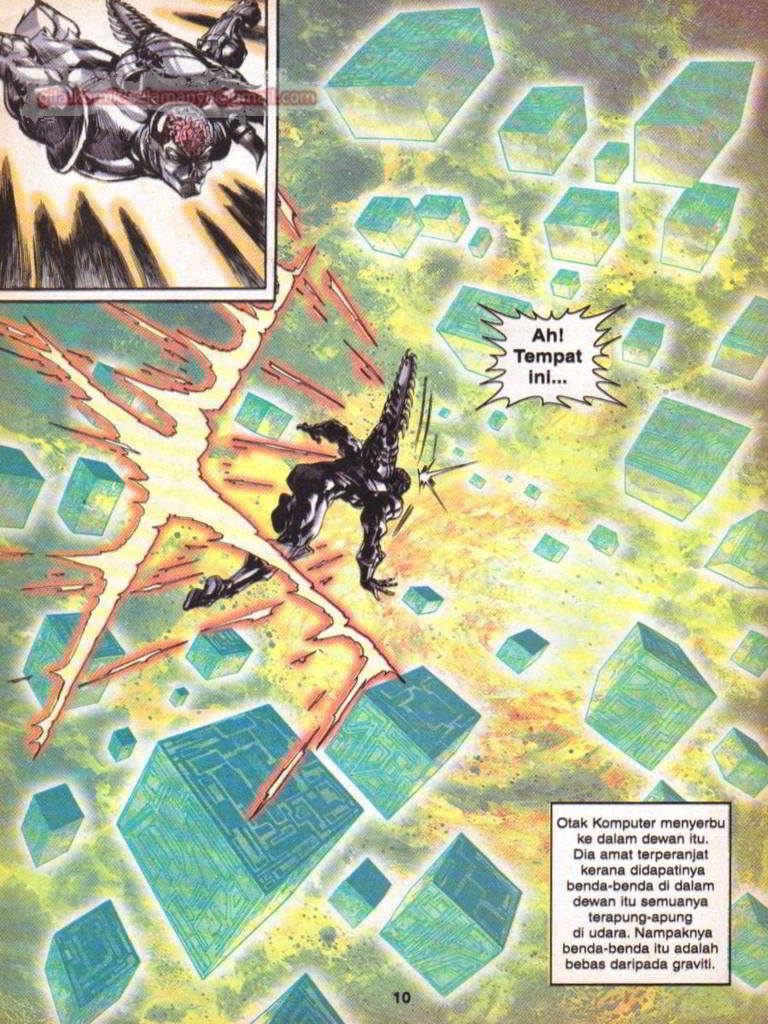 Ah!
Tempat
ini...
Otak Komputer menyerbu
ke dalam dewan itu.
Dia amat terperanjat
kerana didapatinya
benda-benda di dalam
dewan itu semuanya
terapung-apung
di udara. Nampaknya
benda-benda itu adalah
bebas daripada graviti.
10